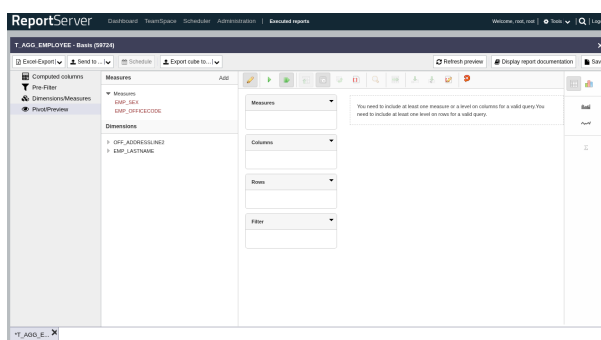 ReportServer Dashboard TeamSpace Scheduler Administration | Executed reports Welcome, root, root | Tools | Log
T_AGG_EMPLOYEE - Basis (59724)
Excel-Export Send to ... Schedule Export cube to... Refresh preview Display report documentation Sav
Computed columns
Pre-Filter
Dimensions/Measures
Pivot/Preview
Measures Add
Measures
EMP_SEX
EMP_OFFICECODE
Dimensions
OFF_ADDRESSLINE2
EMP_LASTNAME
Measures
Columns
Rows
Filter
You need to include at least one measure or a level on columns for a valid query.You
need to include at least one level on rows for a valid query.
*T_AGG_E...